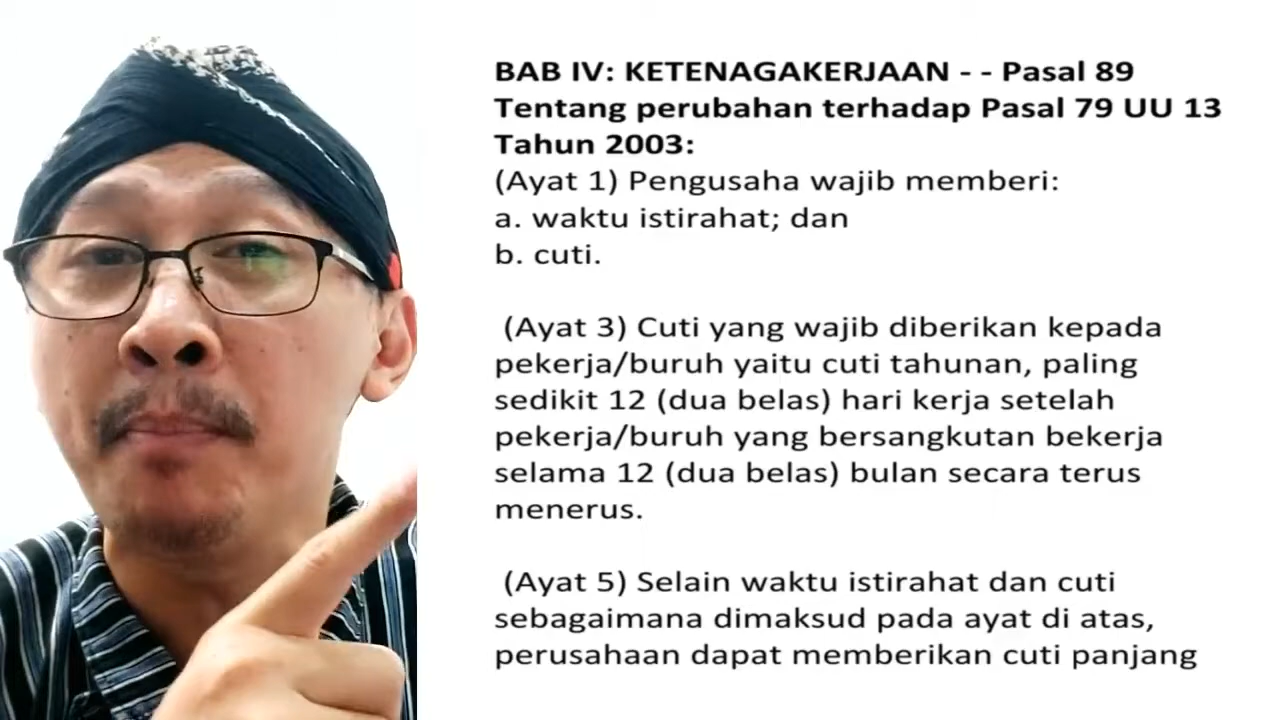 BAB IV: KETENAGAKERJAAN - - Pasal 89
Tentang perubahan terhadap Pasal 79 UU 13
Tahun 2003:
(Ayat 1) Pengusaha wajib memberi:
a. waktu istirahat; dan
b. cuti.
(Ayat 3) Cuti yang wajib diberikan kepada
pekerja/buruh yaitu cuti tahunan, paling
sedikit 12 (dua belas) hari kerja setelah
pekerja/buruh yang bersangkutan bekerja
selama 12 (dua belas) bulan secara terus
menerus.
(Ayat 5) Selain waktu istirahat dan cuti
sebagaimana dimaksud pada ayat di atas,
perusahaan dapat memberikan cuti panjang